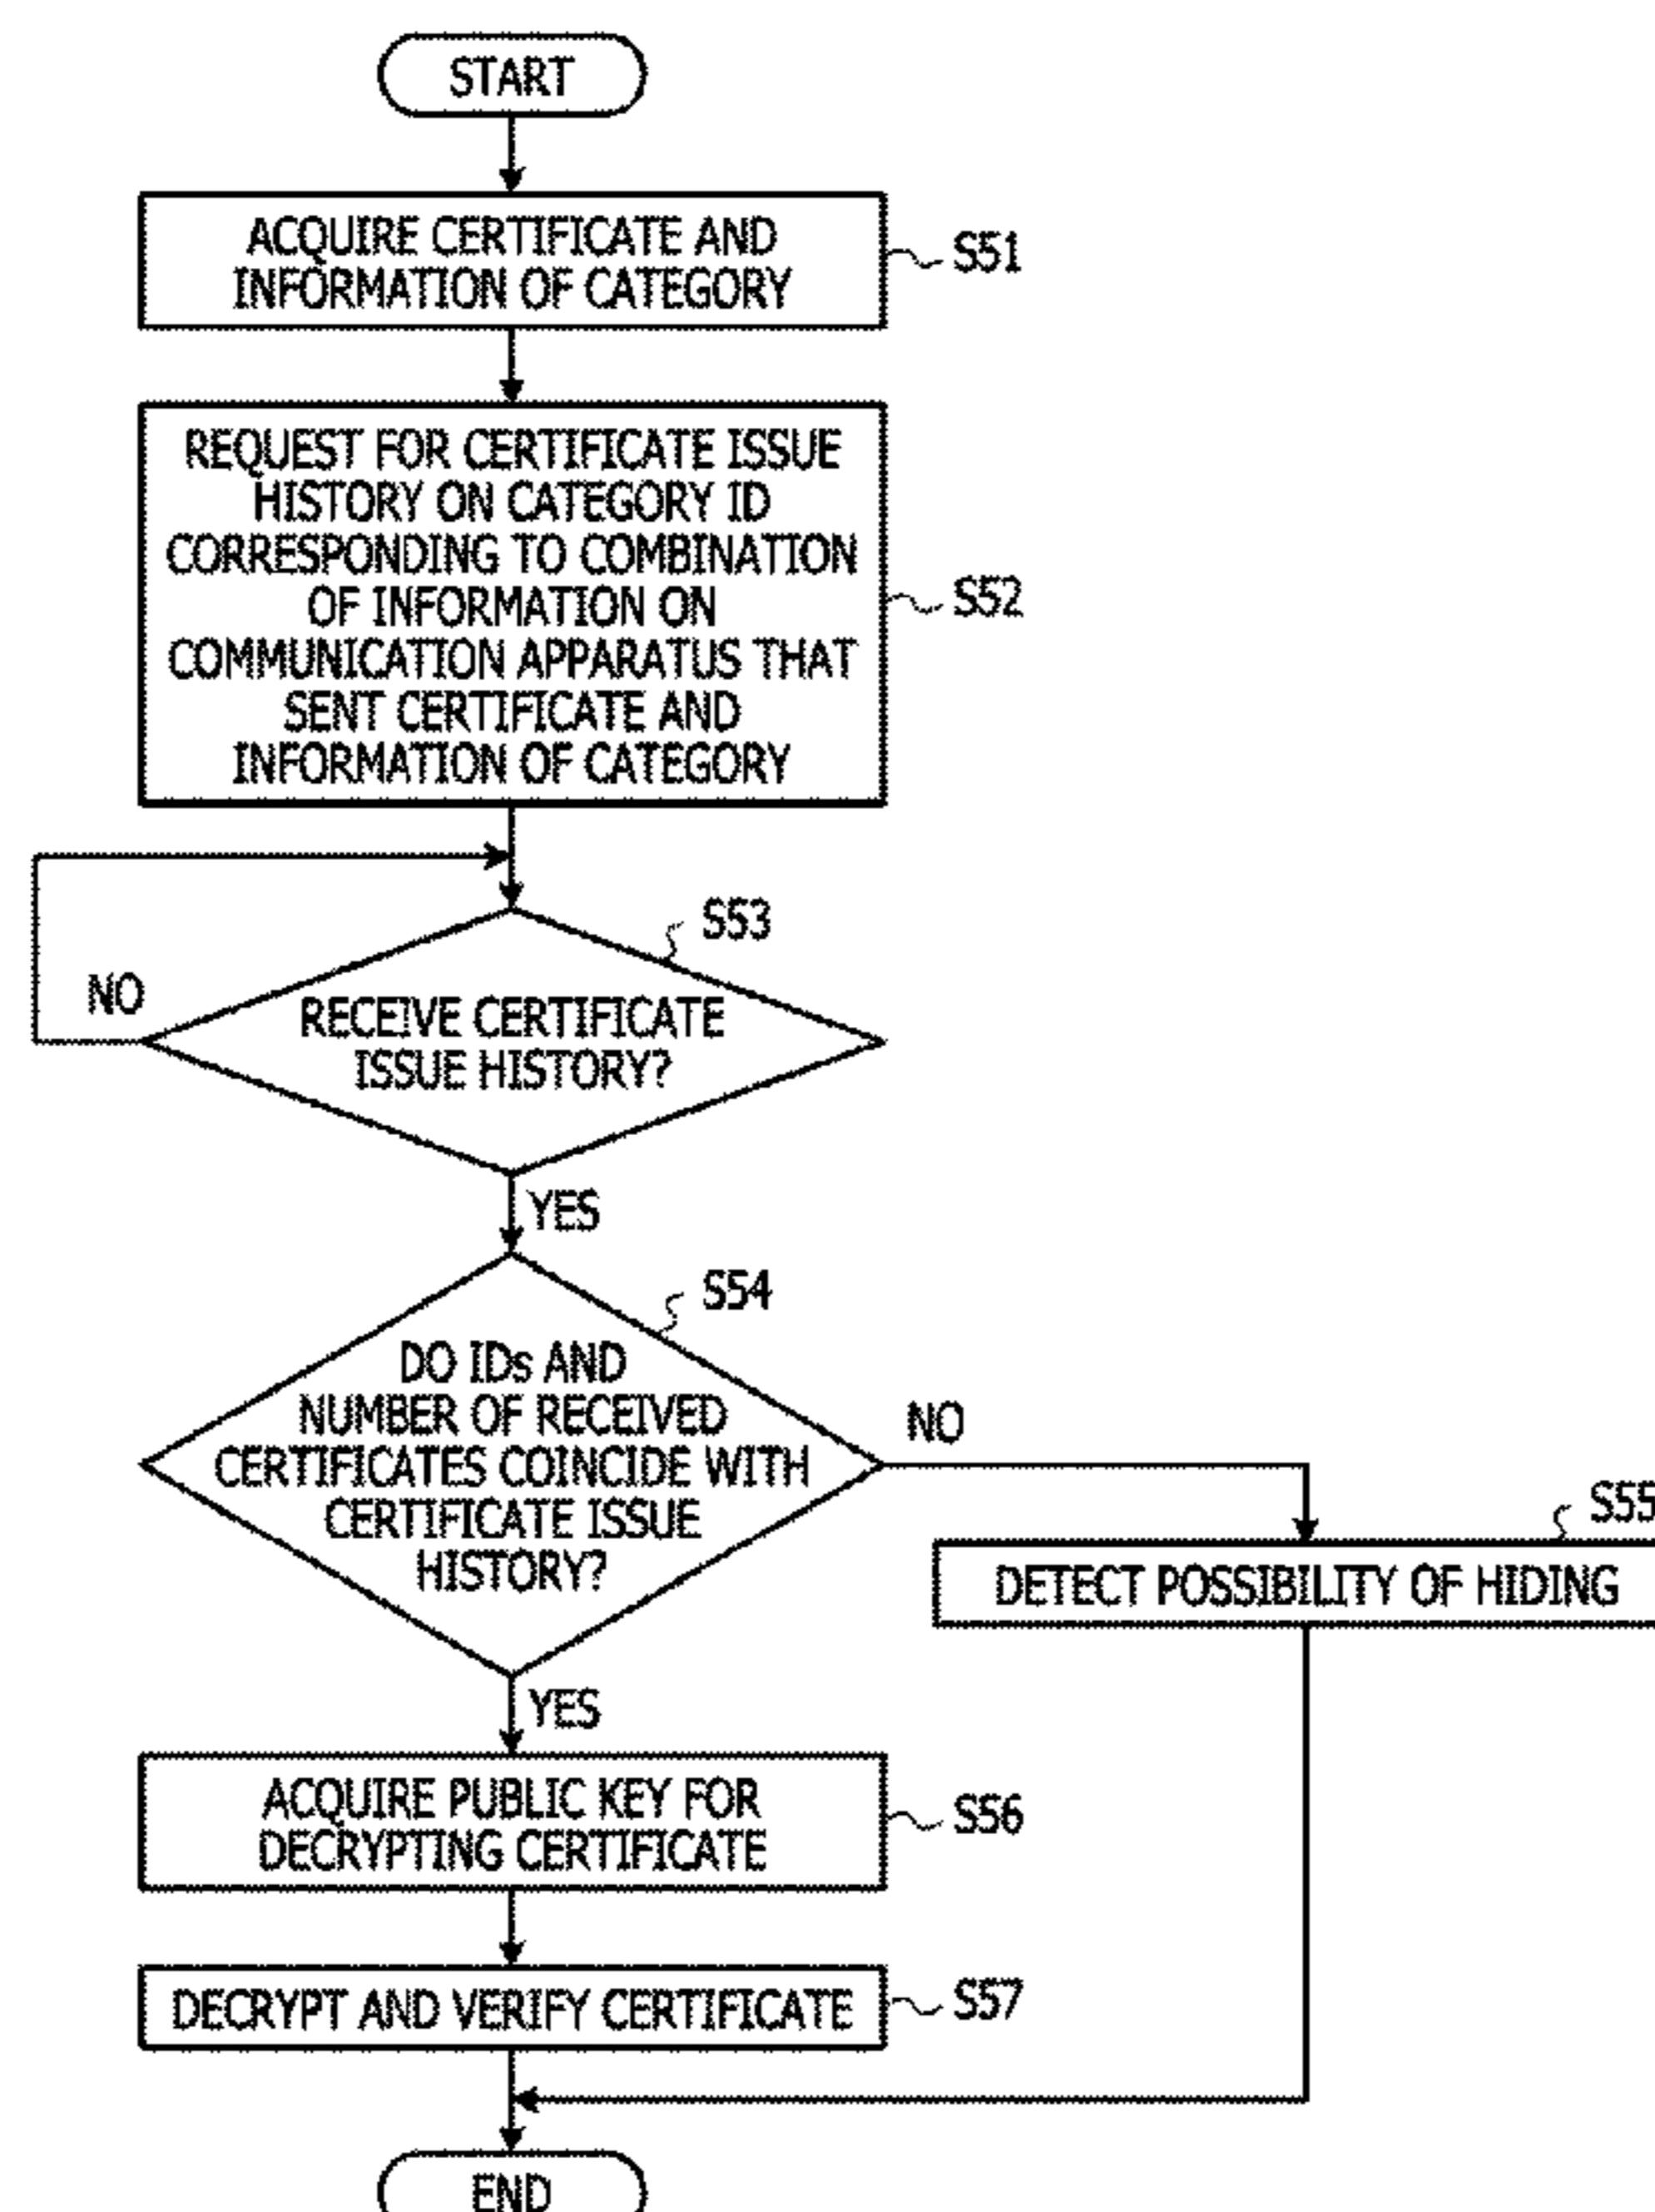 START
ACQUIRE CERTIFICATE AND
INFORMATION OF CATEGORY
S51
REQUEST FOR CERTIFICATE ISSUE
HISTORY ON CATEGORY ID
CORRESPONDING TO COMBINATION
OF INFORMATION ON
COMMUNICATION APPARATUS THAT
SENT CERTIFICATE AND
INFORMATION OF CATEGORY
S52
S53
NO
RECEIVE CERTIFICATE
ISSUE HISTORY?
YES
S54
DO IDs AND
NUMBER OF RECEIVED
CERTIFICATES COINCIDE WITH
CERTIFICATE ISSUE
HISTORY?
NO
S55
DETECT POSSIBILITY OF HIDING
YES
ACQUIRE PUBLIC KEY FOR
DECRYPTING CERTIFICATE
S56
DECRYPT AND VERIFY CERTIFICATE
S57
END